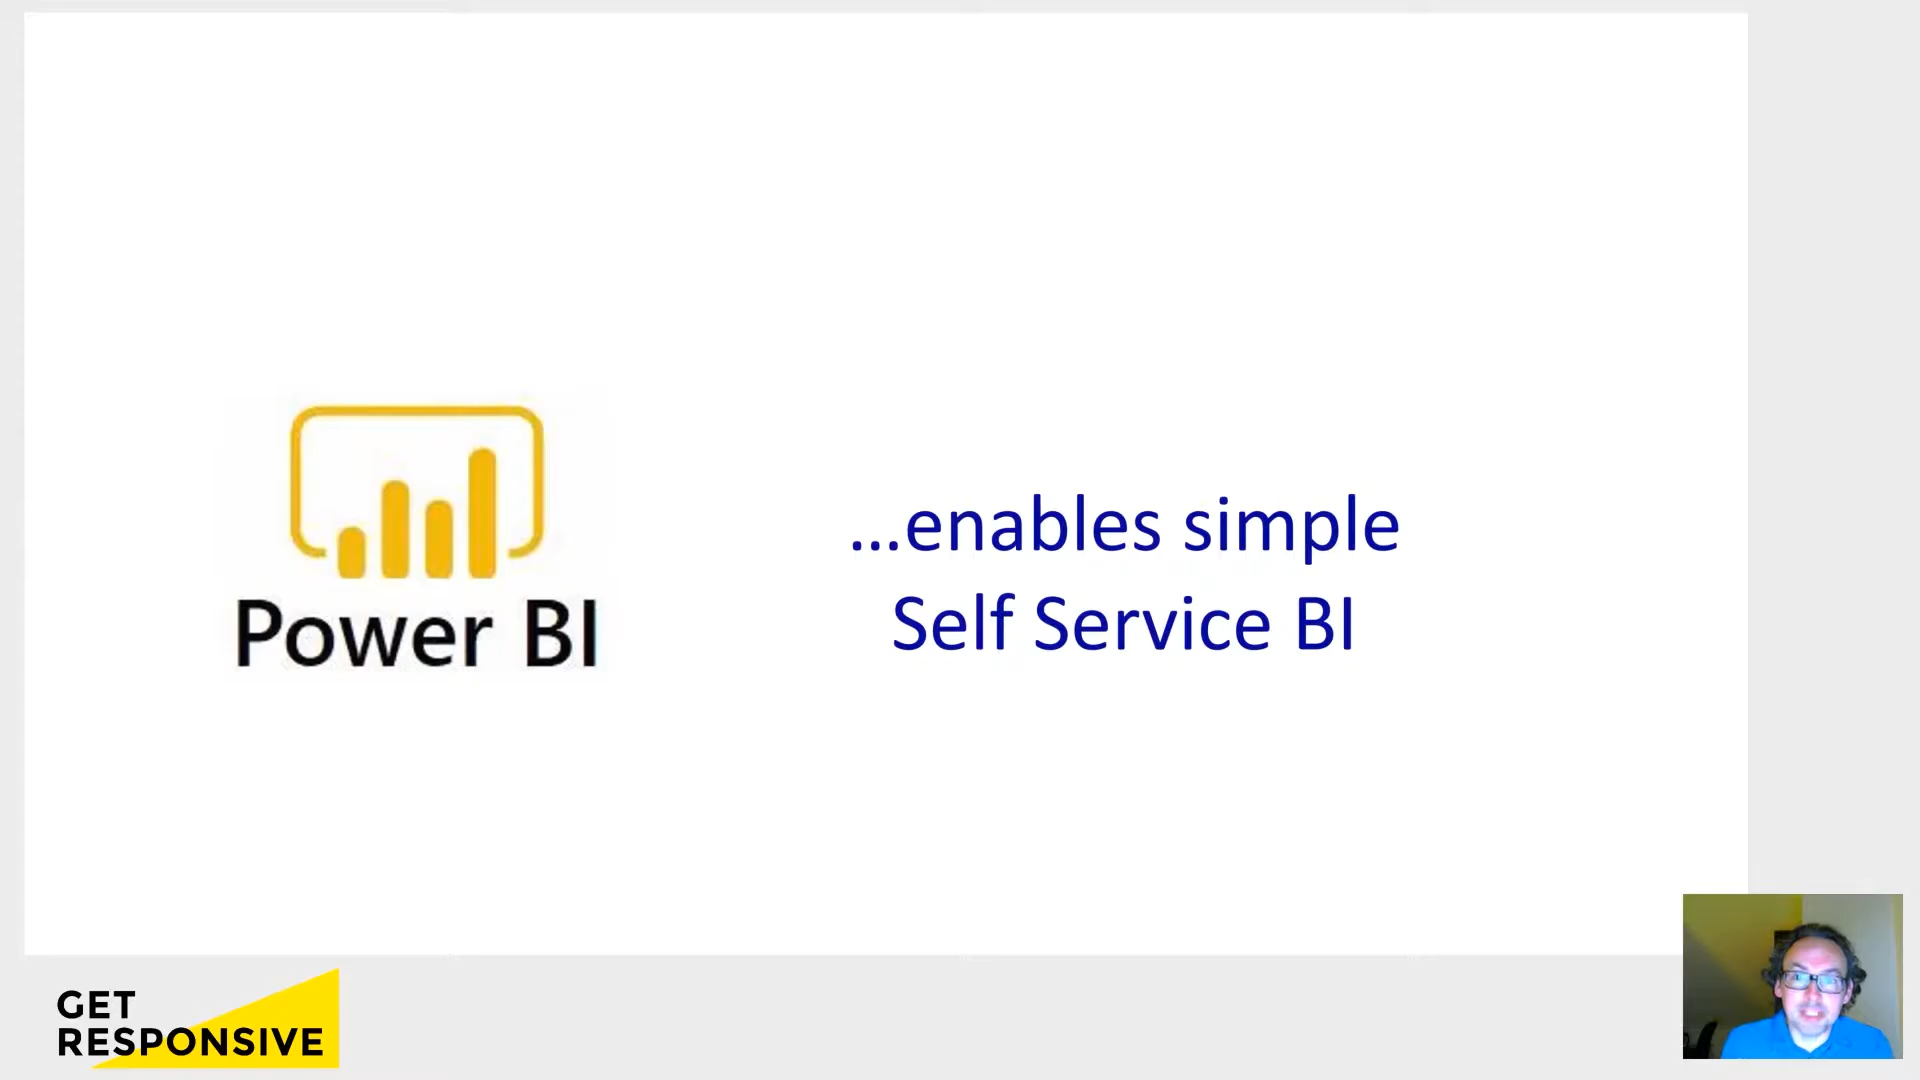 Power BI
...enables simple
Self Service BI
GET
RESPONSIVE